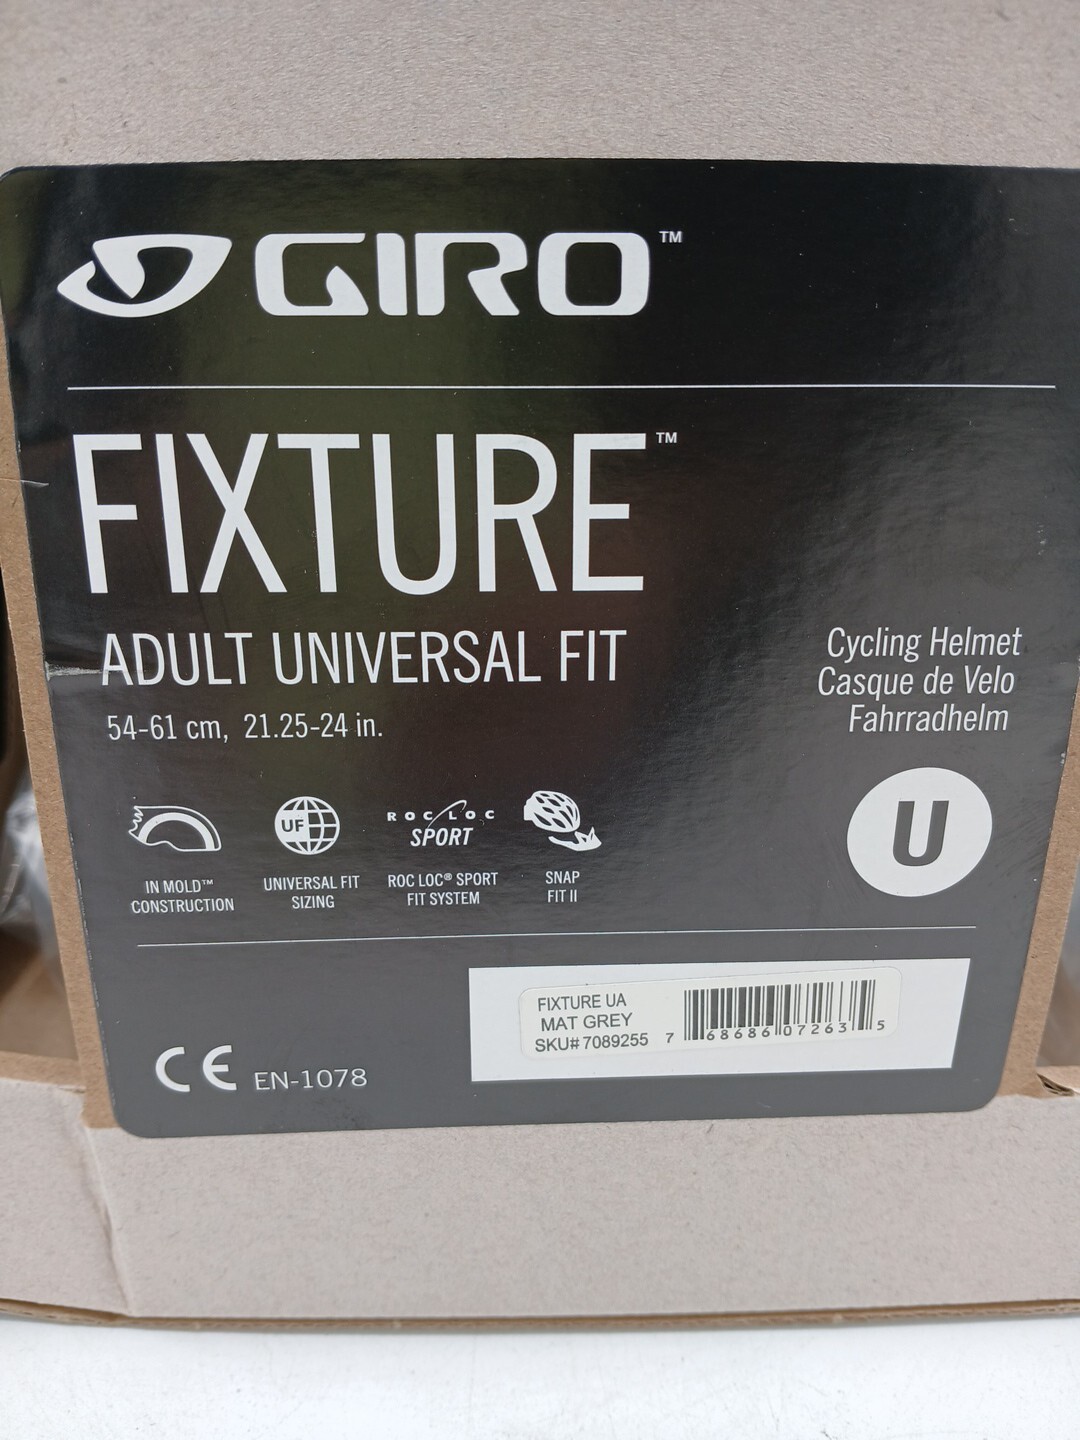 GIRO™
FIXTURE™
ADULT UNIVERSAL FIT
54-61 cm, 21.25-24 in.
Cycling Helmet
Casque de Velo
Fahrradhelm
U
UF
ROC LOC
SPORT
IN MOLD™
CONSTRUCTION
UNIVERSAL FIT
SIZING
ROC LOC® SPORT
FIT SYSTEM
SNAP
FIT II
CE EN-1078
FIXTURE UA
MAT GREY
SKU# 7089255
7 68686 07263 5